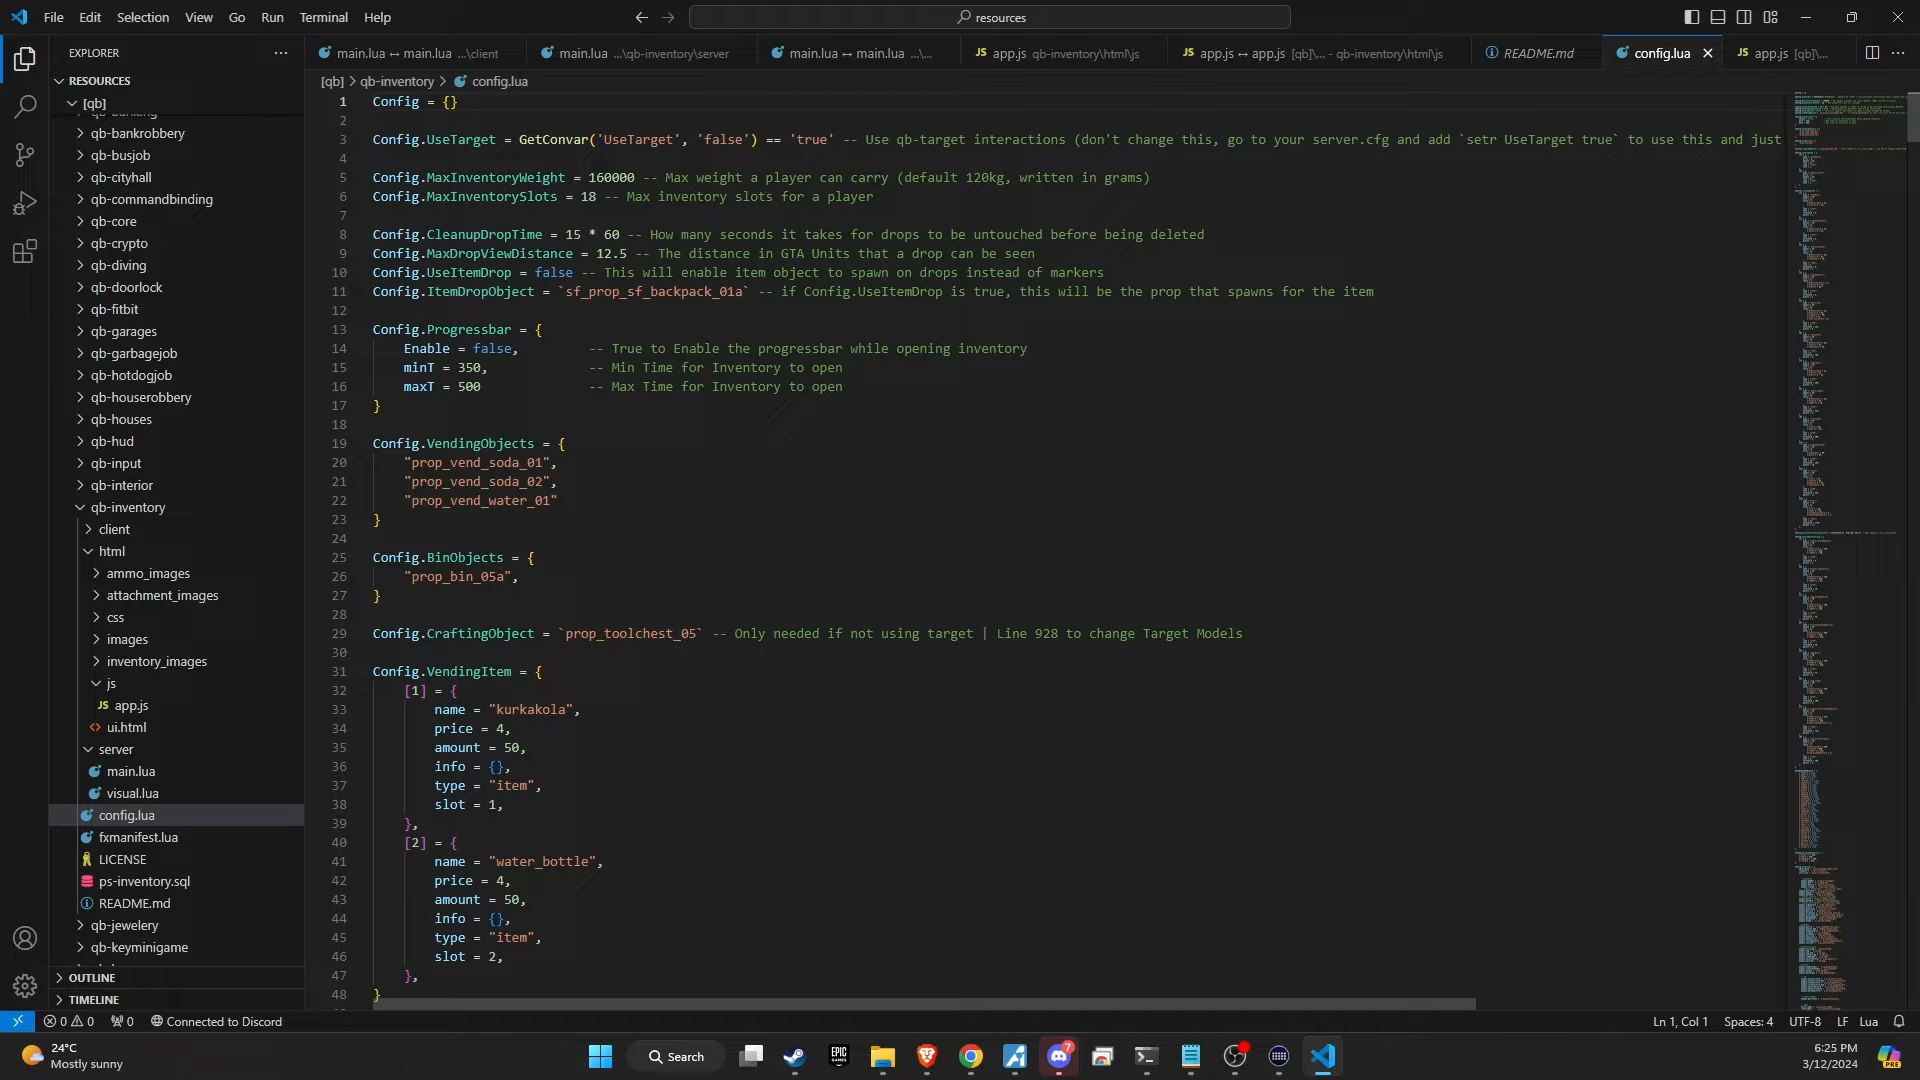 File Edit Selection View Go Run Terminal Help
resources
EXPLORER
main.lua ↔ main.lua ...\client
main.lua ...\qb-inventory\server
main.lua ↔ main.lua ...\...
JS app.js qb-inventory\html\js
JS app.js ↔ app.js [qb]\... - qb-inventory\html\js
README.md
config.lua
JS app.js [qb]\...
[qb] > qb-inventory > config.lua
RESOURCES
[qb]
qb-bankrobbery
qb-busjob
qb-cityhall
qb-commandbinding
qb-core
qb-crypto
qb-diving
qb-doorlock
qb-fitbit
qb-garages
qb-garbagejob
qb-hotdogjob
qb-houserobbery
qb-houses
qb-hud
qb-input
qb-interior
qb-inventory
client
html
ammo_images
attachment_images
css
images
inventory_images
js
JS app.js
<> ui.html
server
main.lua
visual.lua
config.lua
fxmanifest.lua
LICENSE
ps-inventory.sql
README.md
qb-jewelery
qb-keyminigame
OUTLINE
TIMELINE
1 Config = {}
2
3 Config.UseTarget = GetConvar('UseTarget', 'false') == 'true' -- Use qb-target interactions (don't change this, go to your server.cfg and add `setr UseTarget true` to use this and just
4
5 Config.MaxInventoryWeight = 160000 -- Max weight a player can carry (default 120kg, written in grams)
6 Config.MaxInventorySlots = 18 -- Max inventory slots for a player
7
8 Config.CleanupDropTime = 15 * 60 -- How many seconds it takes for drops to be untouched before being deleted
9 Config.MaxDropViewDistance = 12.5 -- The distance in GTA Units that a drop can be seen
10 Config.UseItemDrop = false -- This will enable item object to spawn on drops instead of markers
11 Config.ItemDropObject = `sf_prop_sf_backpack_01a` -- if Config.UseItemDrop is true, this will be the prop that spawns for the item
12
13 Config.Progressbar = {
14 Enable = false, -- True to Enable the progressbar while opening inventory
15 minT = 350, -- Min Time for Inventory to open
16 maxT = 500 -- Max Time for Inventory to open
17 }
18
19 Config.VendingObjects = {
20 "prop_vend_soda_01",
21 "prop_vend_soda_02",
22 "prop_vend_water_01"
23 }
24
25 Config.BinObjects = {
26 "prop_bin_05a",
27 }
28
29 Config.CraftingObject = `prop_toolchest_05` -- Only needed if not using target | Line 928 to change Target Models
30
31 Config.VendingItem = {
32 [1] = {
33 name = "kurkakola",
34 price = 4,
35 amount = 50,
36 info = {},
37 type = "item",
38 slot = 1,
39 },
40 [2] = {
41 name = "water_bottle",
42 price = 4,
43 amount = 50,
44 info = {},
45 type = "item",
46 slot = 2,
47 },
48 }
0 0 0 Connected to Discord
Ln 1, Col 1 Spaces: 4 UTF-8 LF Lua
24°C
Mostly sunny
Search
EPIC GAMES
7
6:25 PM
3/12/2024
PRE